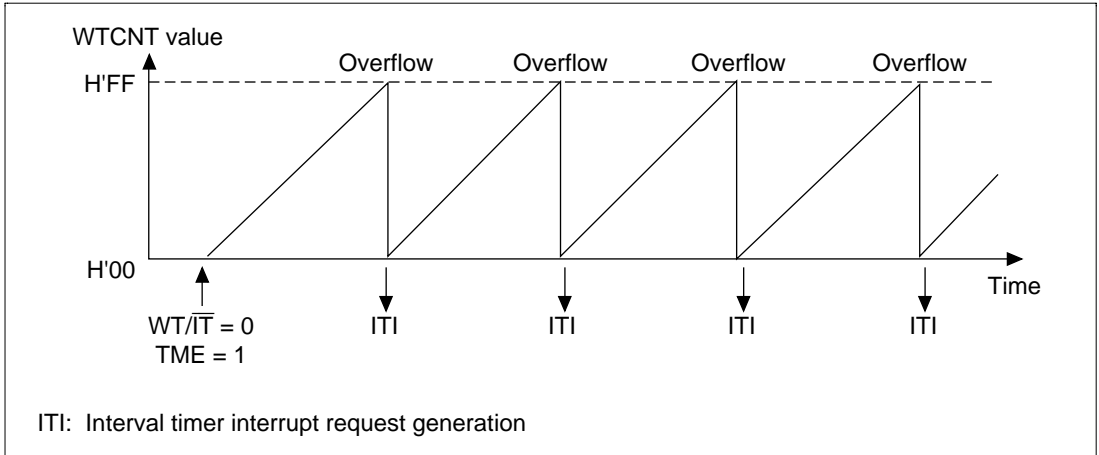 WTCNT value
Overflow Overflow Overflow Overflow
H'FF
H'00
Time
WT/I̅T̅ = 0
TME = 1
ITI ITI ITI ITI
ITI: Interval timer interrupt request generation